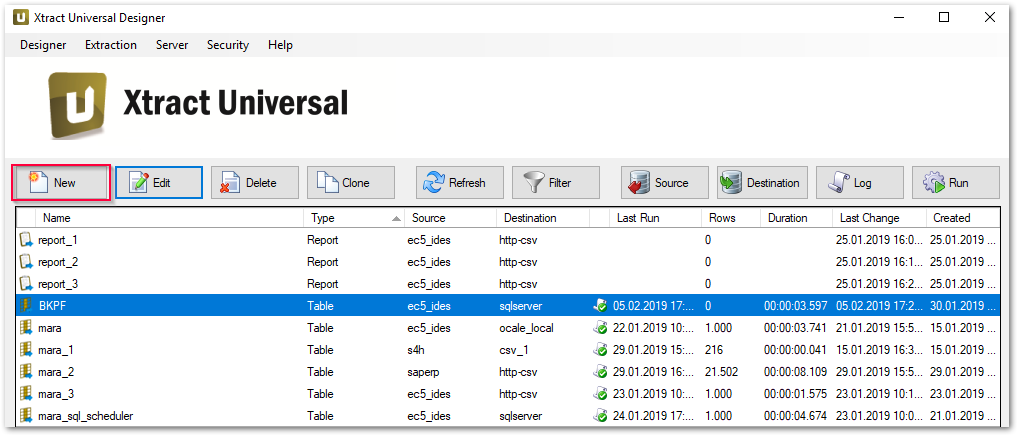 Xtract Universal Designer
Designer Extraction Server Security Help
Xtract Universal
New Edit Delete Clone Refresh Filter Source Destination Log Run
Name Type Source Destination Last Run Rows Duration Last Change Created
report_1 Report ec5_ides http-csv 0 25.01.2019 16:0... 25.01.2019 ...
report_2 Report ec5_ides http-csv 0 25.01.2019 16:1... 25.01.2019 ...
report_3 Report ec5_ides http-csv 0 25.01.2019 16:2... 25.01.2019 ...
BKPF Table ec5_ides sqlserver 05.02.2019 17:... 0 00:00:03.597 05.02.2019 17:2... 30.01.2019 ...
mara Table ec5_ides ocale_local 22.01.2019 10:... 1.000 00:00:03.741 21.01.2019 15:5... 15.01.2019 ...
mara_1 Table s4h csv_1 29.01.2019 15:... 216 00:00:00.041 15.01.2019 16:3... 15.01.2019 ...
mara_2 Table saperp http-csv 29.01.2019 16:... 21.502 00:00:08.109 29.01.2019 15:5... 15.01.2019 ...
mara_3 Table ec5_ides http-csv 23.01.2019 10:... 1.000 00:00:01.575 23.01.2019 10:1... 23.01.2019 ...
mara_sql_scheduler Table ec5_ides sqlserver 24.01.2019 17:... 1.000 00:00:04.674 23.01.2019 10:0... 21.01.2019 ...